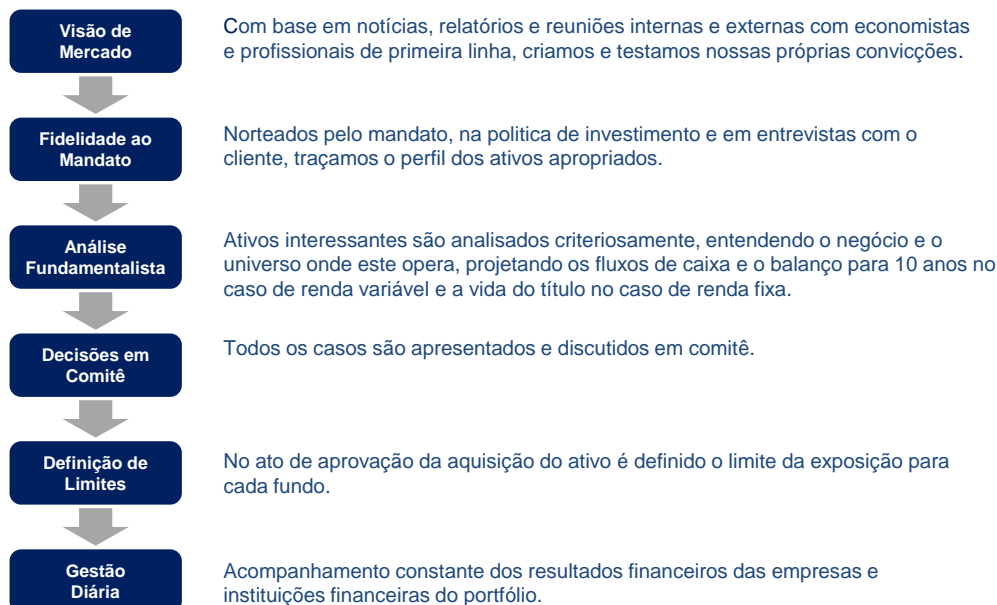 Visão de
Mercado
Com base em notícias, relatórios e reuniões internas e externas com economistas
e profissionais de primeira linha, criamos e testamos nossas próprias convicções.
Fidelidade ao
Mandato
Norteados pelo mandato, na politica de investimento e em entrevistas com o
cliente, traçamos o perfil dos ativos apropriados.
Análise
Fundamentalista
Ativos interessantes são analisados criteriosamente, entendendo o negócio e o
universo onde este opera, projetando os fluxos de caixa e o balanço para 10 anos no
caso de renda variável e a vida do título no caso de renda fixa.
Decisões em
Comitê
Todos os casos são apresentados e discutidos em comitê.
Definição de
Limites
No ato de aprovação da aquisição do ativo é definido o limite da exposição para
cada fundo.
Gestão
Diária
Acompanhamento constante dos resultados financeiros das empresas e
instituições financeiras do portfólio.